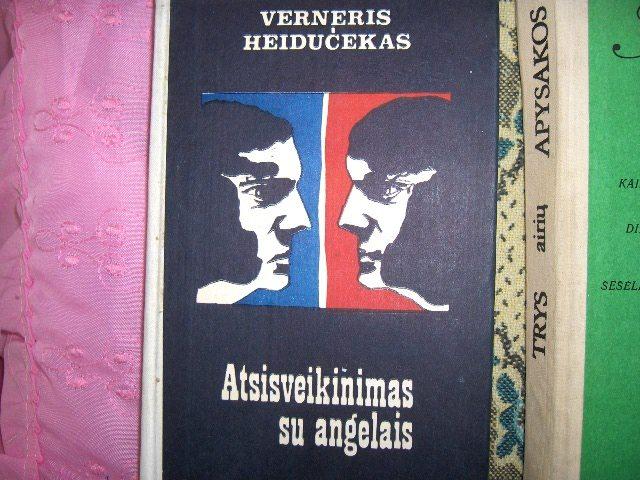 VERNERIS
HEIDUČEKAS
Atsisveikinimas
su angelais
TRYS airių APYSAKOS